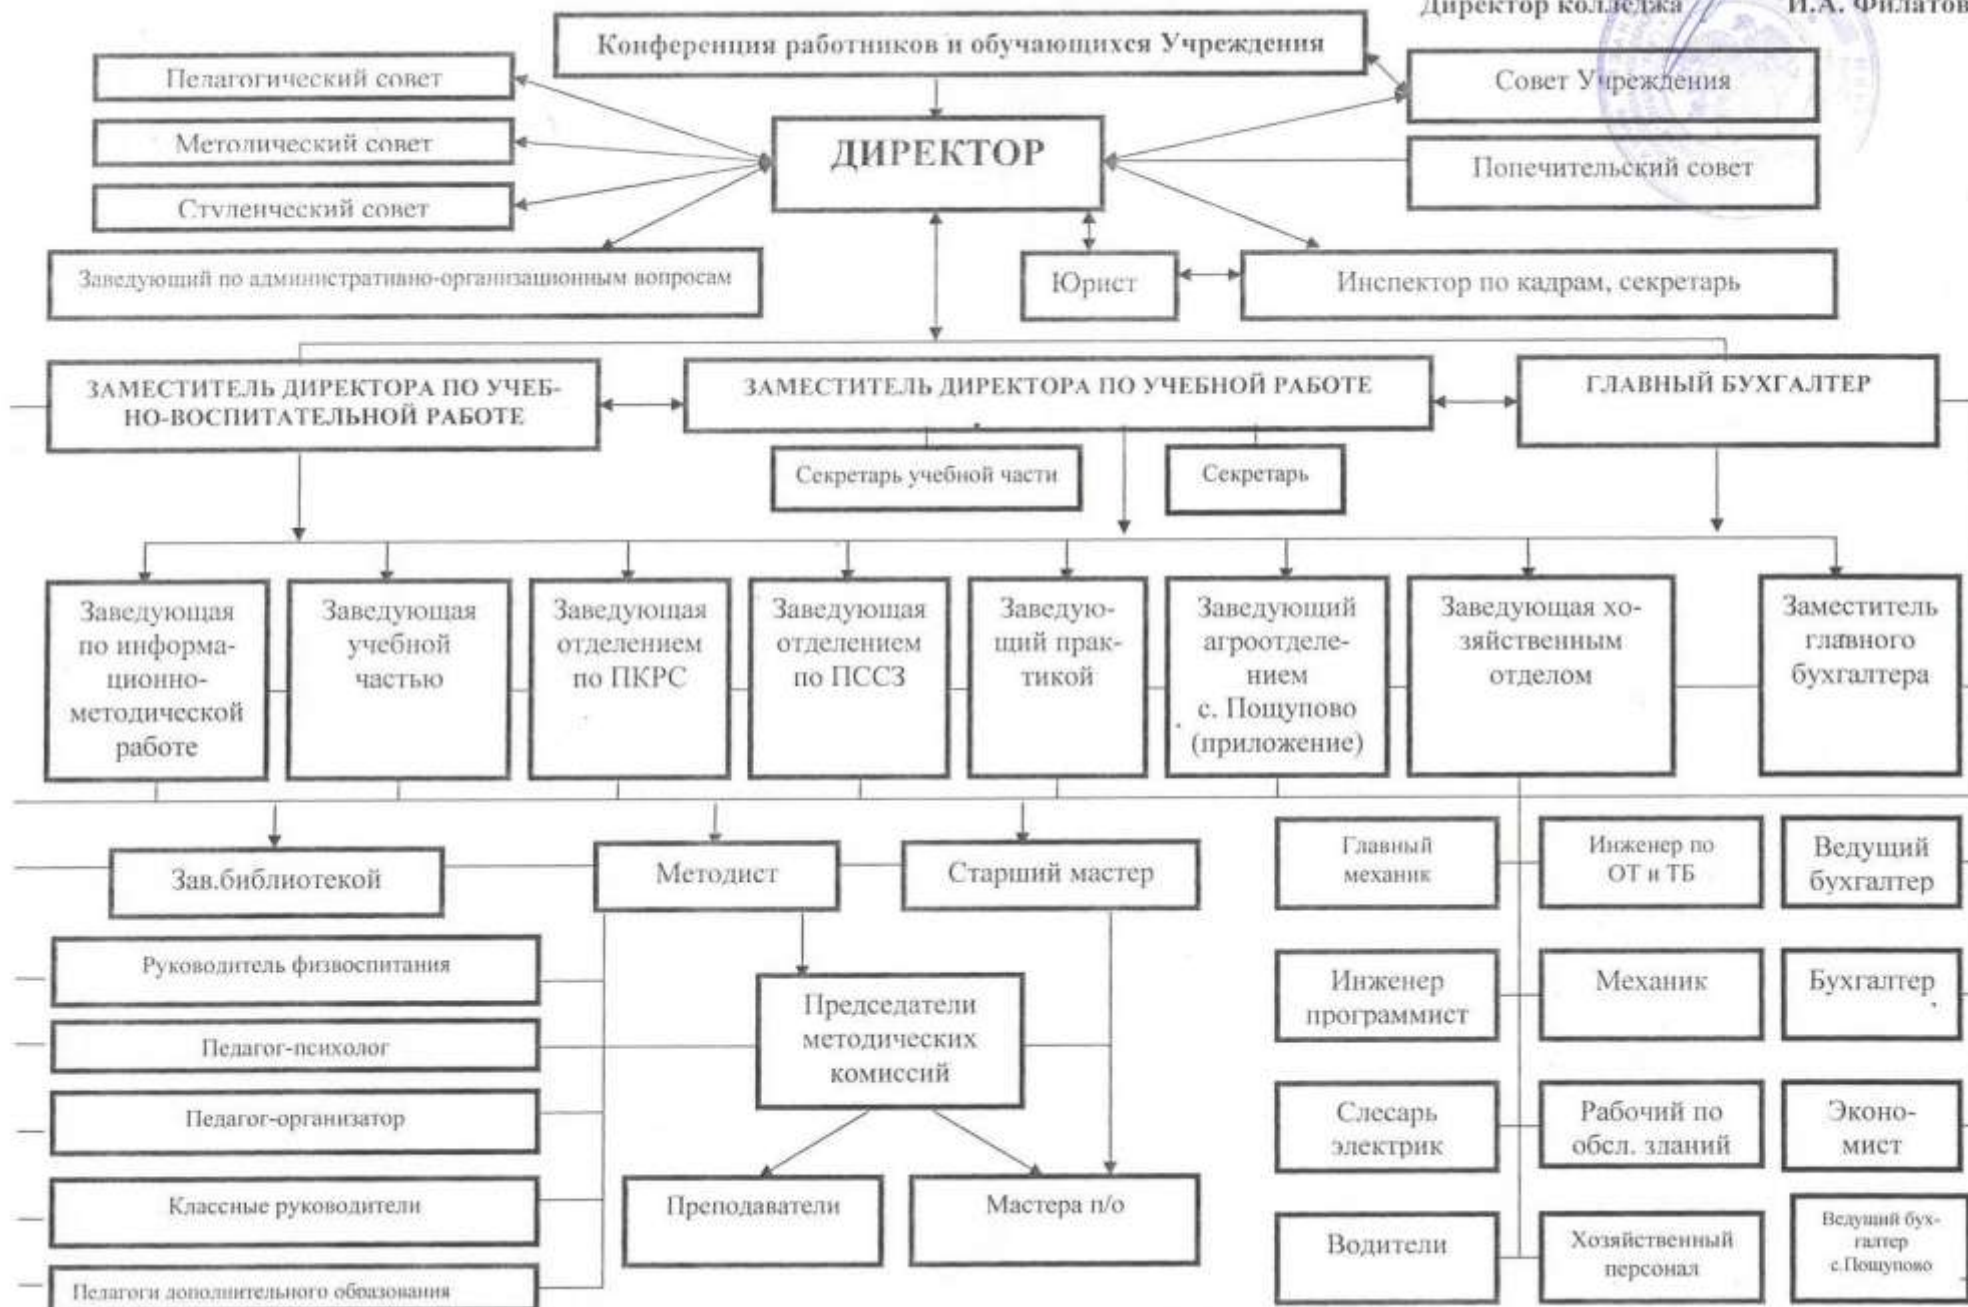 Директор колледжа И.А. Филатов
Конференция работников и обучающихся Учреждения
Педагогический совет
Совет Учреждения
Методический совет
ДИРЕКТОР
Попечительский совет
Студенческий совет
Заведующий по административно-организационным вопросам
Юрист
Инспектор по кадрам, секретарь
ЗАМЕСТИТЕЛЬ ДИРЕКТОРА ПО УЧЕБ-
НО-ВОСПИТАТЕЛЬНОЙ РАБОТЕ
ЗАМЕСТИТЕЛЬ ДИРЕКТОРА ПО УЧЕБНОЙ РАБОТЕ
ГЛАВНЫЙ БУХГАЛТЕР
Секретарь учебной части
Секретарь
Заведующая
по информа-
ционно-
методической
работе
Заведующая
учебной
частью
Заведующая
отделением
по ПКРС
Заведующая
отделением
по ПССЗ
Заведую-
щий прак-
тикой
Заведующий
агроотделе-
нием
с. Пощупово
(приложение)
Заведующая хо-
зяйственным
отделом
Заместитель
главного
бухгалтера
Зав.библиотекой
Методист
Старший мастер
Главный
механик
Инженер по
ОТ и ТБ
Ведущий
бухгалтер
Руководитель физвоспитания
Педагог-психолог
Педагог-организатор
Классные руководители
Педагоги дополнительного образования
Председатели
методических
комиссий
Преподаватели
Мастера п/о
Инженер
программист
Механик
Бухгалтер
Слесарь
электрик
Рабочий по
обсл. зданий
Эконо-
мист
Водители
Хозяйственный
персонал
Ведущий бух-
галтер
с.Пощупово